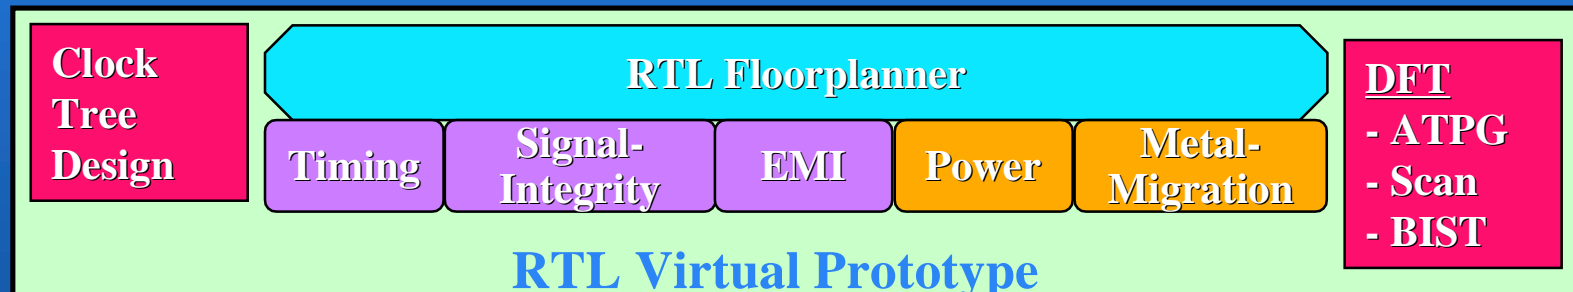 Clock
Tree
Design
RTL Floorplanner
Timing
Signal-
Integrity
EMI
Power
Metal-
Migration
DFT
- ATPG
- Scan
- BIST
RTL Virtual Prototype